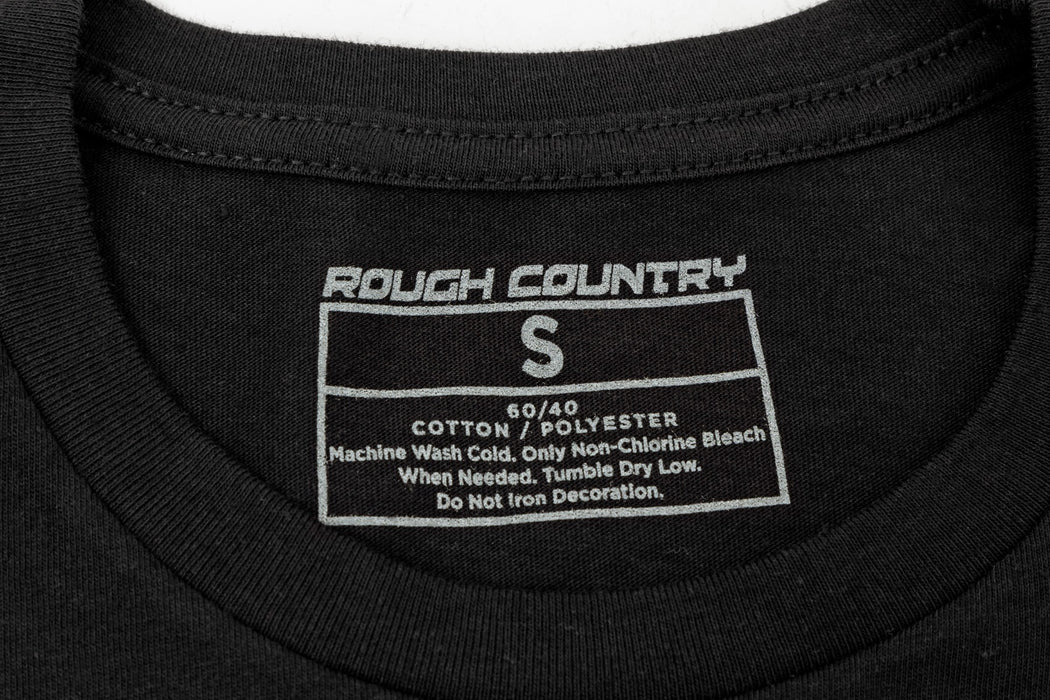 ROUGH COUNTRY
S
60/40
COTTON / POLYESTER
Machine Wash Cold. Only Non-Chlorine Bleach
When Needed. Tumble Dry Low.
Do Not Iron Decoration.